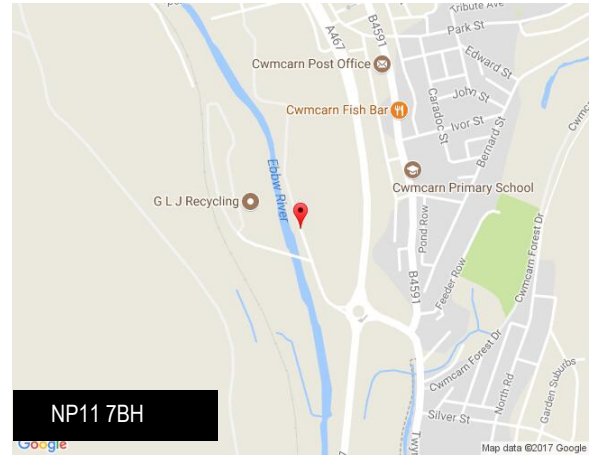 Tribute Ave
Park St
A467
B4591
Cwmcarn Post Office
Edward St
John St
Cwmcarn Fish Bar
Caradoc St
Ivor St
Bernard St
Ebbw River
Cwmcarn Primary School
G L J Recycling
Pond Row
Feeder Row
Cwmcarn Forest Dr
B4591
Cwmcarn Forest Dr
North Rd
Garden Suburbs
Silver St
NP11 7BH
Google
Map data ©2017 Google